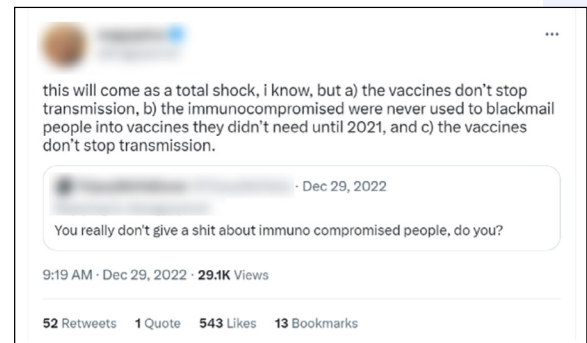 this will come as a total shock, i know, but a) the vaccines don't stop
transmission, b) the immunocompromised were never used to blackmail
people into vaccines they didn't need until 2021, and c) the vaccines
don't stop transmission.
· Dec 29, 2022
You really don't give a shit about immuno compromised people, do you?
9:19 AM · Dec 29, 2022 · 29.1K Views
52 Retweets 1 Quote 543 Likes 13 Bookmarks